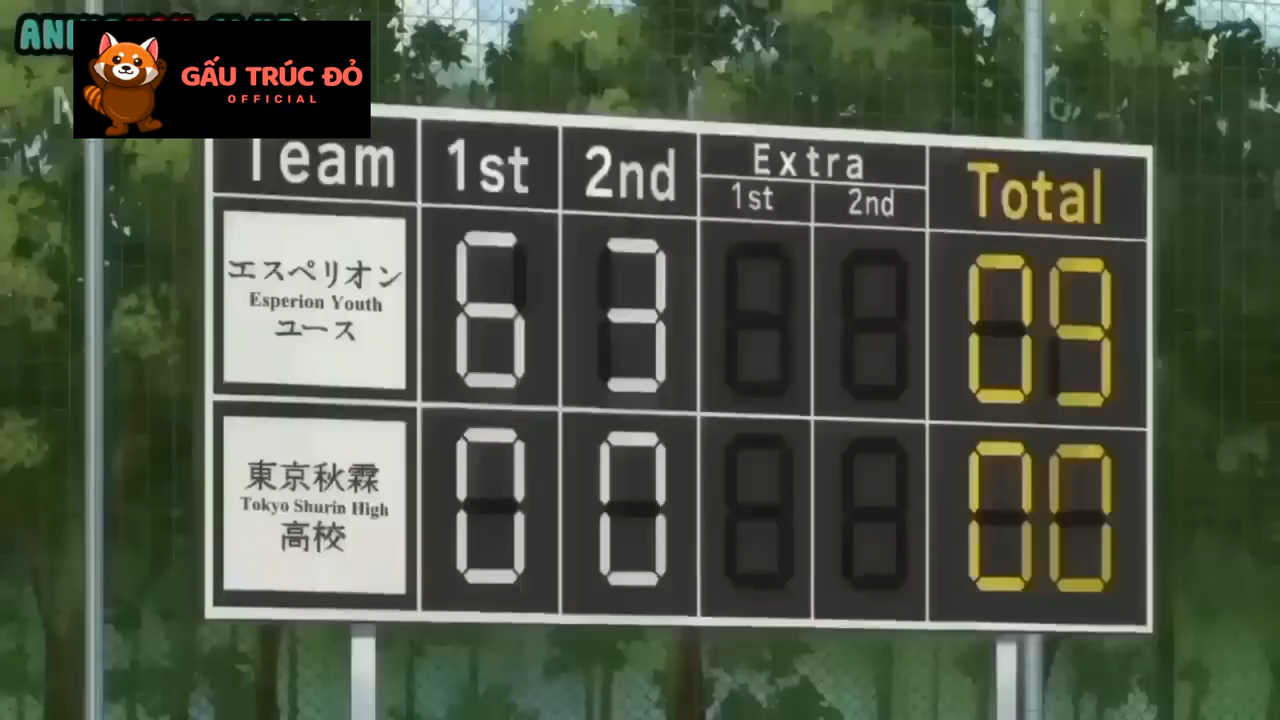 GẤU TRÚC ĐỎ
OFFICIAL
Team 1st 2nd Extra Total
1st 2nd
エスペリオン
Esperion Youth
ユース
6 3 09
東京秋霖
Tokyo Shurin High
高校
0 0 00